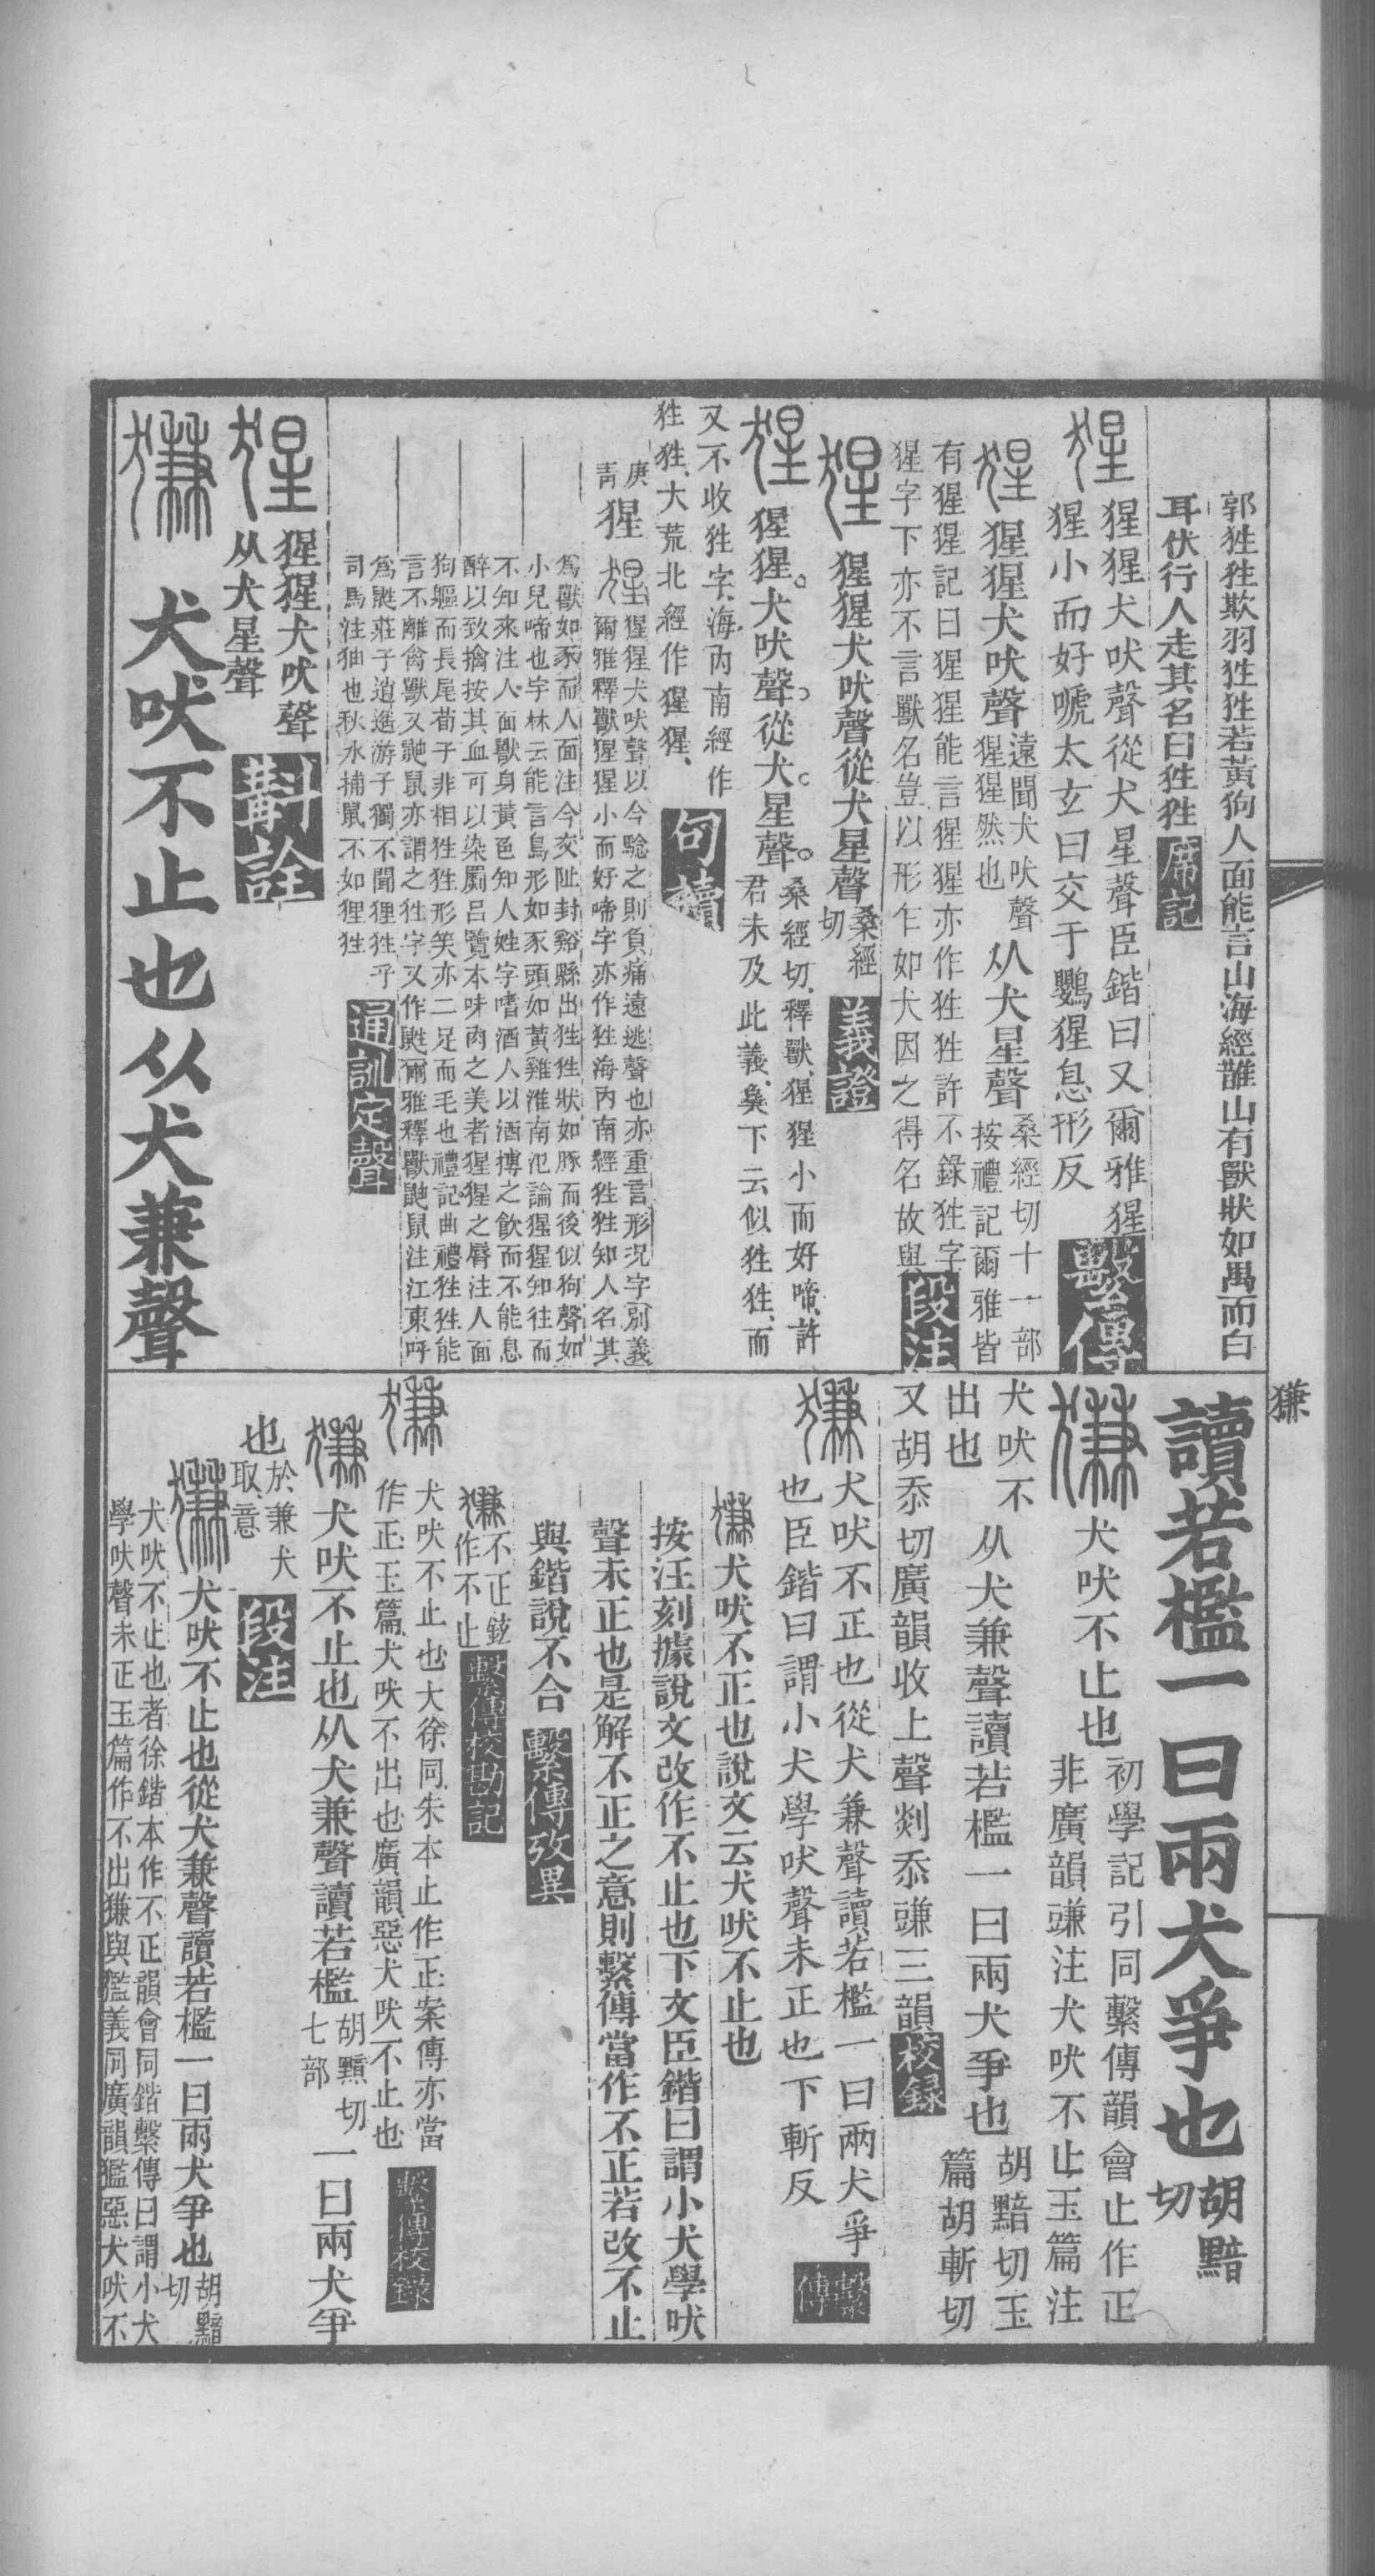 郭狌狌欺羽狌狌若黃狗人面能言山海經䧿山有獸狀如禺而白
耳伏行人走其名曰狌狌 席記
猩 猩猩犬吠聲從犬星聲臣鍇曰又爾雅猩
猩小而好嗁太玄曰交于鸚猩息形反 繫傳
猩 猩猩犬吠聲 遠聞犬吠聲
猩猩然也 从犬星聲 桑經切十一部
按禮記爾雅皆
有猩猩記曰猩猩能言猩猩亦作狌狌許不錄狌字
猩字下亦不言獸名豈以形乍如犬因之得名故與 段注
猩 猩猩犬吠聲從犬星聲 桑經
切 義證
猩 猩猩犬吠聲從犬星聲 桑經切釋獸猩猩小而好啼許
君未及此義㚖下云似狌狌而
又不收狌字海內南經作
狌狌大荒北經作猩猩 句讀
庚
青 猩 猩 猩猩犬吠聲以今驗之則負痛遠逃聲也亦重言形況字別義
爾雅釋獸猩猩小而好啼字亦作狌海內南經狌狌知人名其
爲獸如豕而人面注今交阯封谿縣出狌狌狀如豚而後似狗聲如
小兒啼也字林云能言鳥形如豕頭如黃雞淮南氾論猩猩知往而
不知來注人面獸身黃色知人姓字嗜酒人以酒搏之飲而不能息
醉以致擒按其血可以染罽呂覽本味肉之美者猩猩之脣注人面
狗軀而長尾荀子非相狌狌形笑亦二足而毛也禮記曲禮狌狌能
言不離禽獸又鼬鼠亦謂之狌字又作鼪爾雅釋獸鼬鼠注江東呼
爲鼪莊子逍遙游子獨不聞狸狌乎
司馬注狖也秋水捕鼠不如狸狌 通訓定聲
猩 猩猩犬吠聲
从犬星聲 斠詮
㺌 犬吠不止也从犬兼聲
㺌
讀若檻一曰兩犬爭也 胡黯
切
㺌 犬吠不止也 初學記引同繫傳韻會止作正
非廣韻豏注犬吠不止玉篇注
犬吠不
出也 从犬兼聲讀若檻一曰兩犬爭也 胡黯切玉
篇胡斬切
又胡忝切廣韻收上聲剡忝豏三韻 校録
㺌 犬吠不正也從犬兼聲讀若檻一曰兩犬爭
也臣鍇曰謂小犬學吠聲未正也下斬反 繫傳
㺌 犬吠不正也說文云犬吠不止也
按汪刻據說文改作不止也下文臣鍇曰謂小犬學吠
聲未正也是解不正之意則繫傳當作不正若改不止
與鍇說不合 繫傳攷異
㺌 不正鉉
作不止 繫傳校勘記
㺌 犬吠不止也大徐同朱本止作正案傳亦當
作正玉篇犬吠不出也廣韻惡犬吠不止也 繫傳校錄
㺌 犬吠不止也从犬兼聲讀若檻 胡黯切
七部 一曰兩犬爭
也 於兼犬
取意 段注
㺌 犬吠不止也從犬兼聲讀若檻一曰兩犬爭也 胡黯
切
犬吠不止也者徐鍇本作不正韻會同鍇繫傳曰謂小犬
學吠聲未正玉篇作不出㺌與㺝義同廣韻㺝惡犬吠不